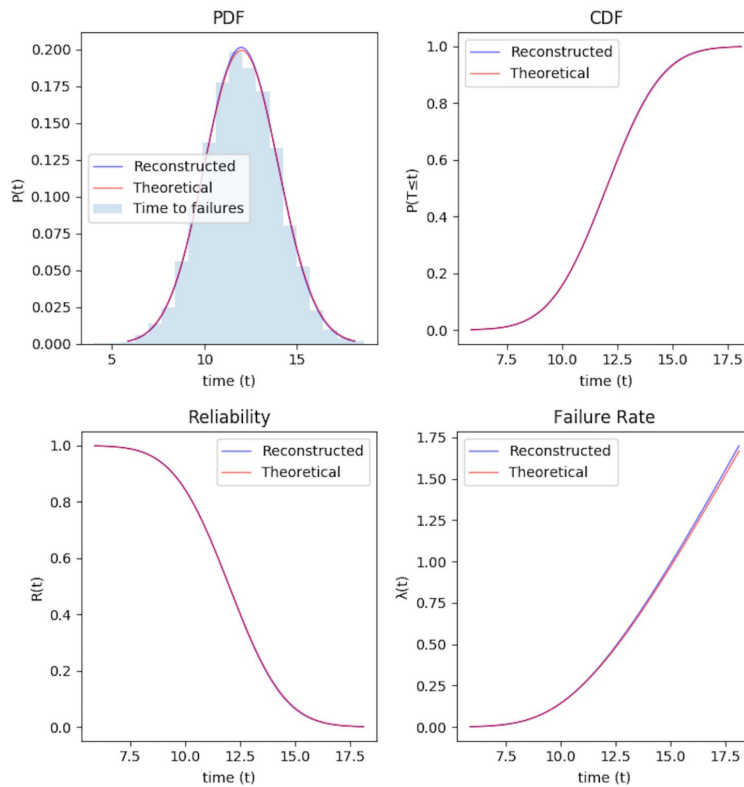 PDF
0.200
0.175
0.150
0.125
0.100
0.075
0.050
0.025
0.000
P(t)
Reconstructed
Theoretical
Time to failures
5
10
15
time (t)
CDF
1.0
0.8
0.6
0.4
0.2
0.0
P(T≤t)
Reconstructed
Theoretical
7.5
10.0
12.5
15.0
17.5
time (t)
Reliability
1.0
0.8
0.6
0.4
0.2
0.0
R(t)
Reconstructed
Theoretical
7.5
10.0
12.5
15.0
17.5
time (t)
Failure Rate
1.75
1.50
1.25
1.00
0.75
0.50
0.25
0.00
λ(t)
Reconstructed
Theoretical
7.5
10.0
12.5
15.0
17.5
time (t)